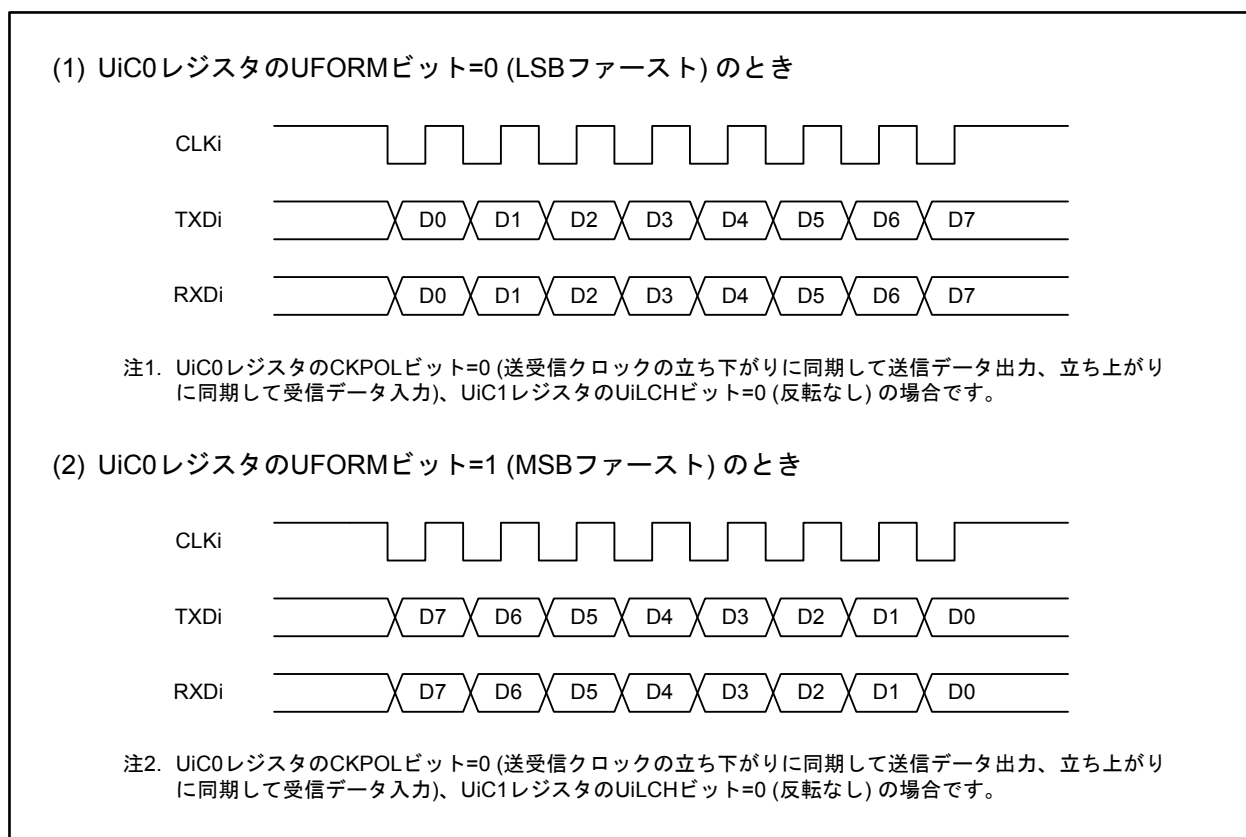 (1) UiC0レジスタのUFORMビット=0 (LSBファースト) のとき
CLKi
TXDi D0 D1 D2 D3 D4 D5 D6 D7
RXDi D0 D1 D2 D3 D4 D5 D6 D7
注1. UiC0レジスタのCKPOLビット=0 (送受信クロックの立ち下がりに同期して送信データ出力、立ち上がり
に同期して受信データ入力)、UiC1レジスタのUiLCHビット=0 (反転なし) の場合です。
(2) UiC0レジスタのUFORMビット=1 (MSBファースト) のとき
CLKi
TXDi D7 D6 D5 D4 D3 D2 D1 D0
RXDi D7 D6 D5 D4 D3 D2 D1 D0
注2. UiC0レジスタのCKPOLビット=0 (送受信クロックの立ち下がりに同期して送信データ出力、立ち上がり
に同期して受信データ入力)、UiC1レジスタのUiLCHビット=0 (反転なし) の場合です。